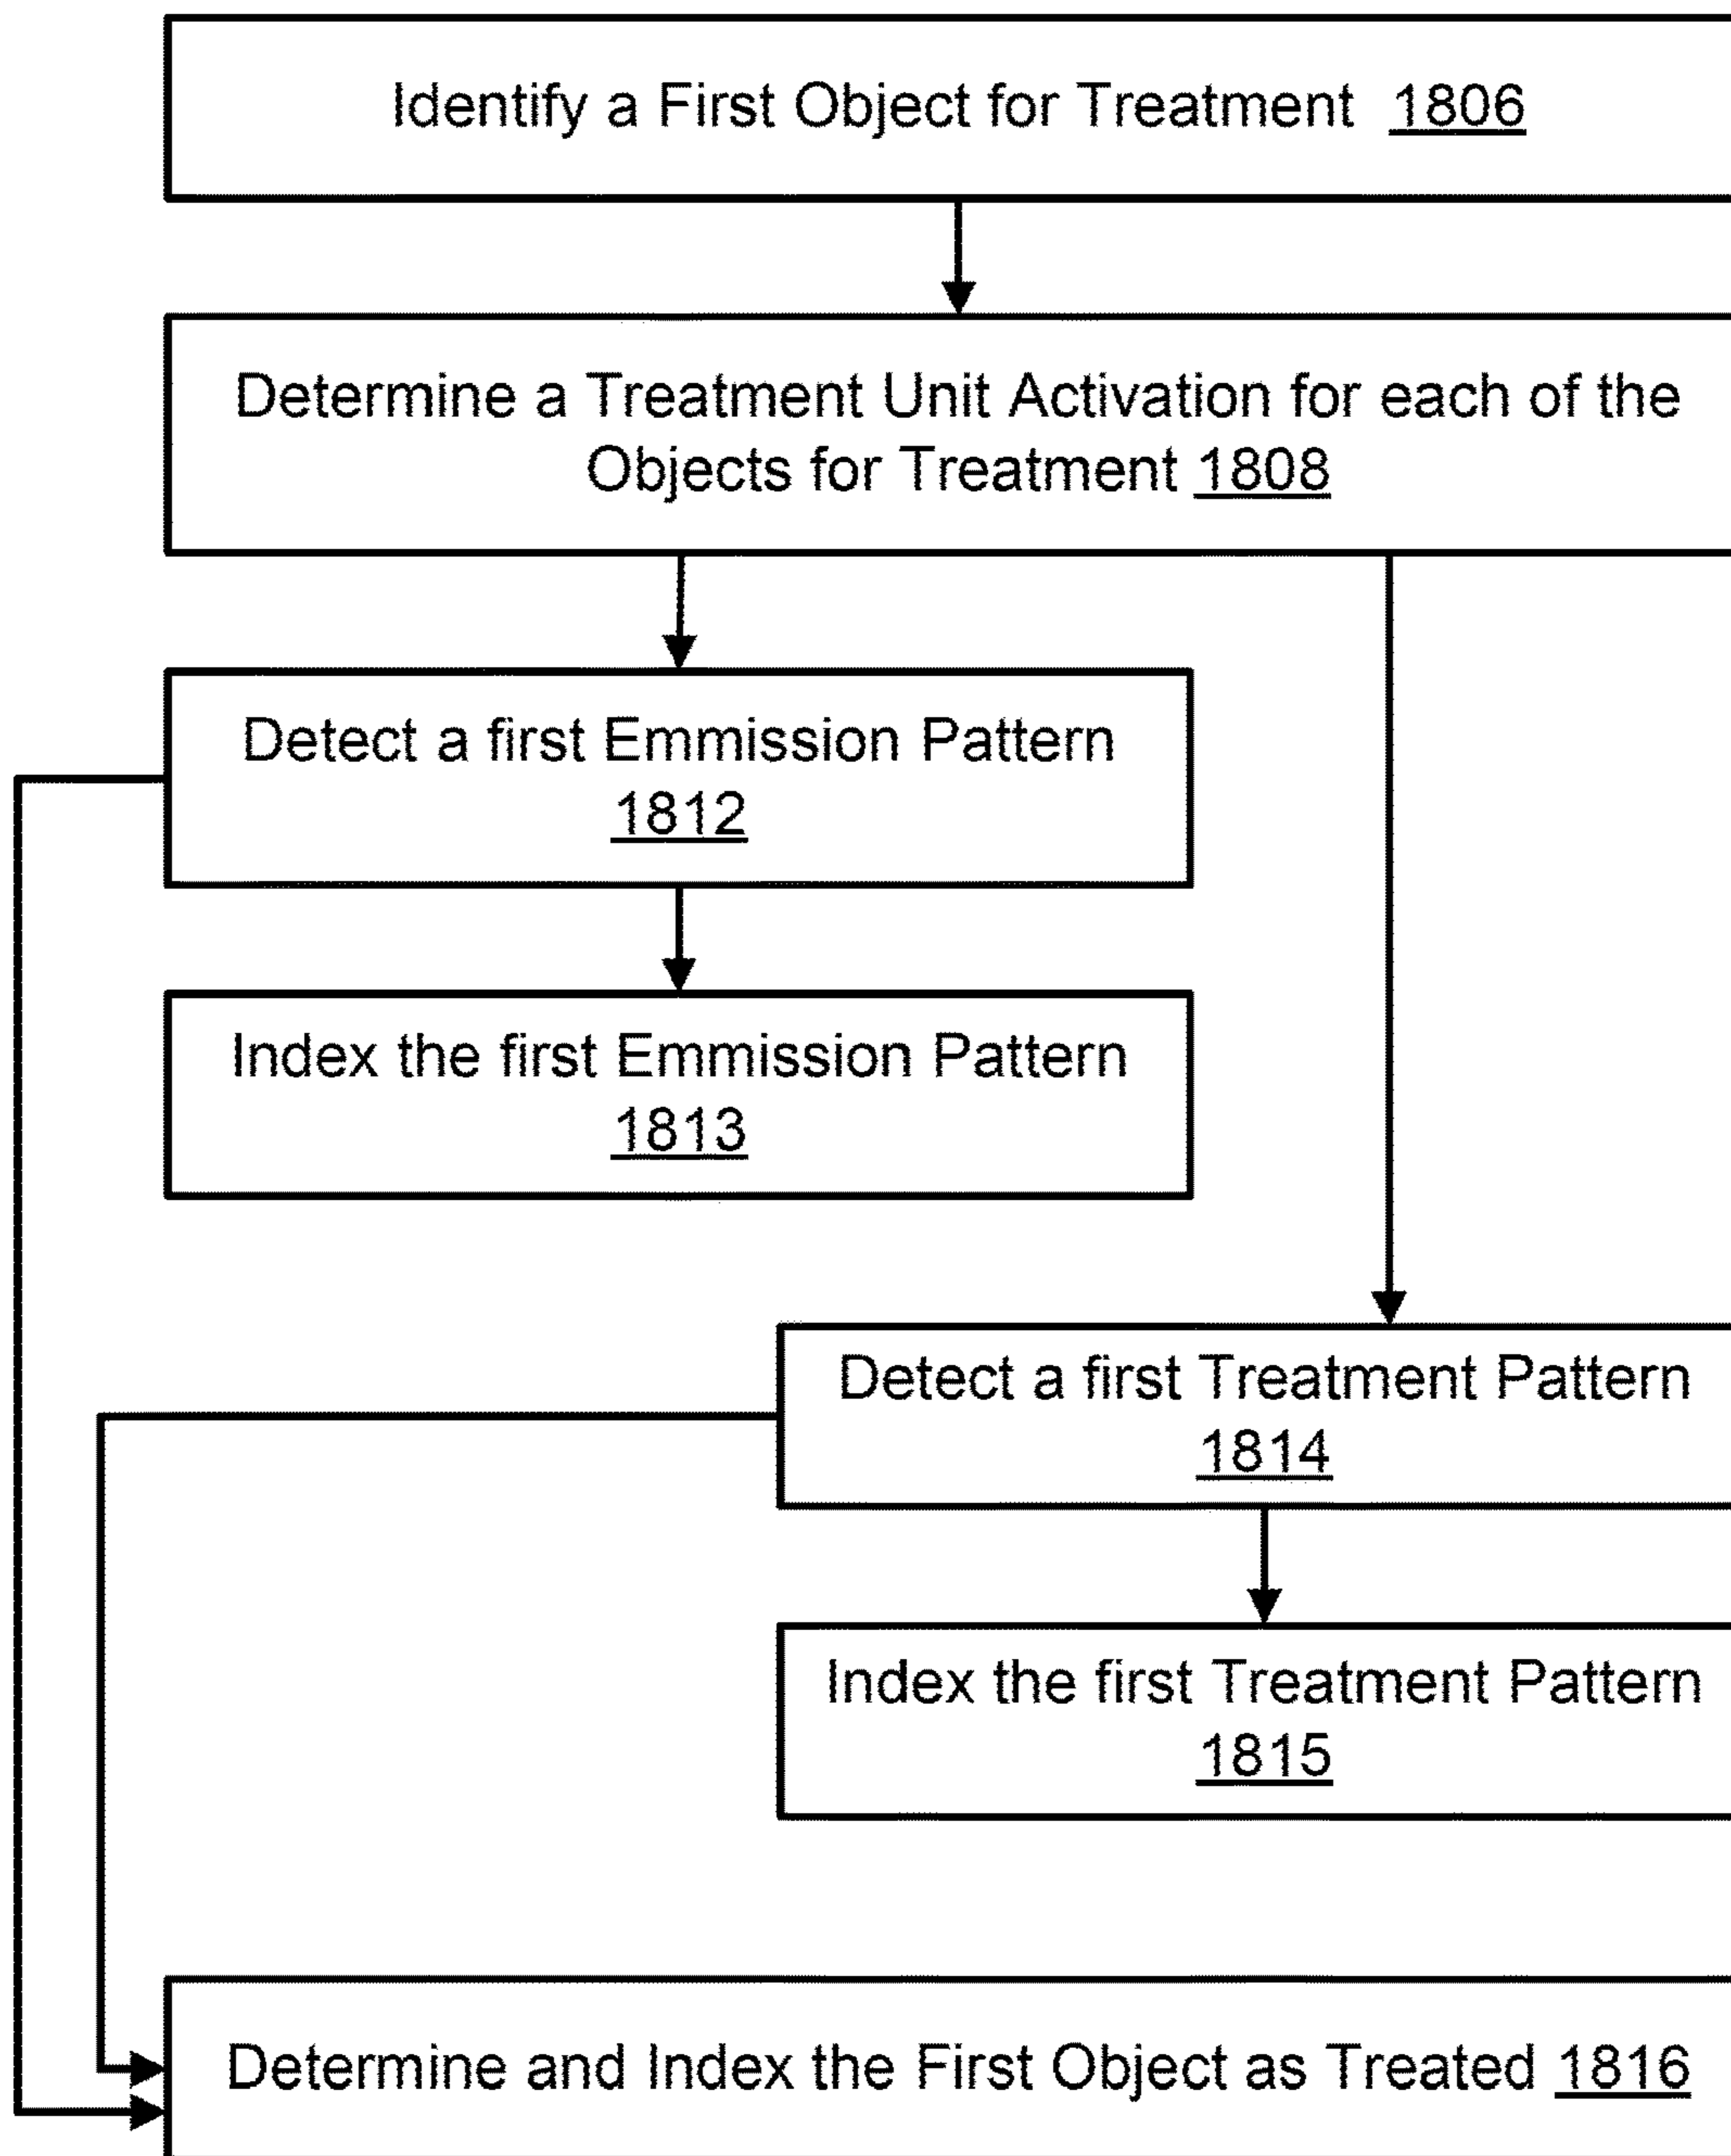 Identify a First Object for Treatment 1806
Determine a Treatment Unit Activation for each of the
Objects for Treatment 1808
Detect a first Emmission Pattern
1812
Index the first Emmission Pattern
1813
Detect a first Treatment Pattern
1814
Index the first Treatment Pattern
1815
Determine and Index the First Object as Treated 1816